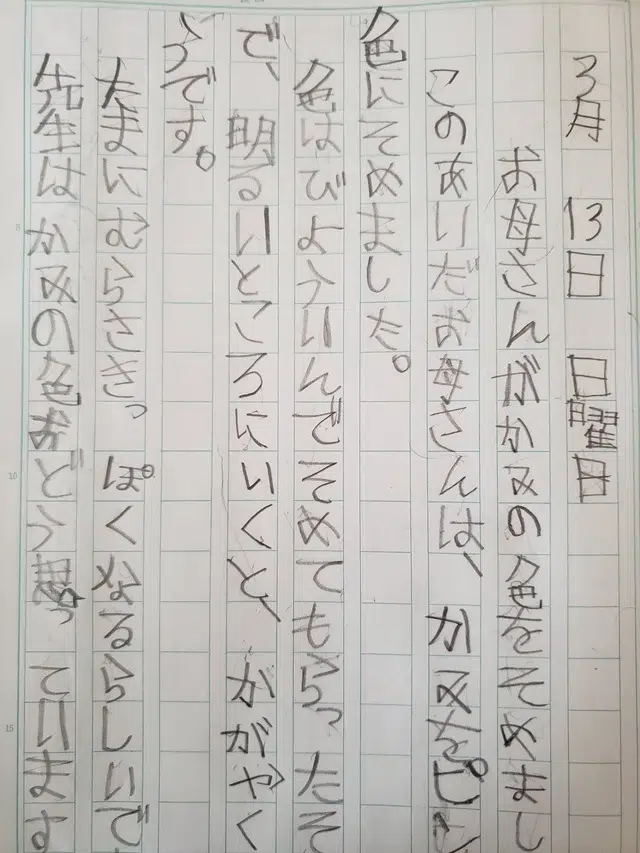 3月 13日 日曜日
お母さんがかみの色をそめまし
このあいだお母さんは、かみをピン
色にそめました。
色はびよういんでそめてもらったそ
で、明るいところにいくと、かがやく
うです。
たまにむらさきっぽくなるらしいで
先生はかみの色おどう思っています
5
10
15